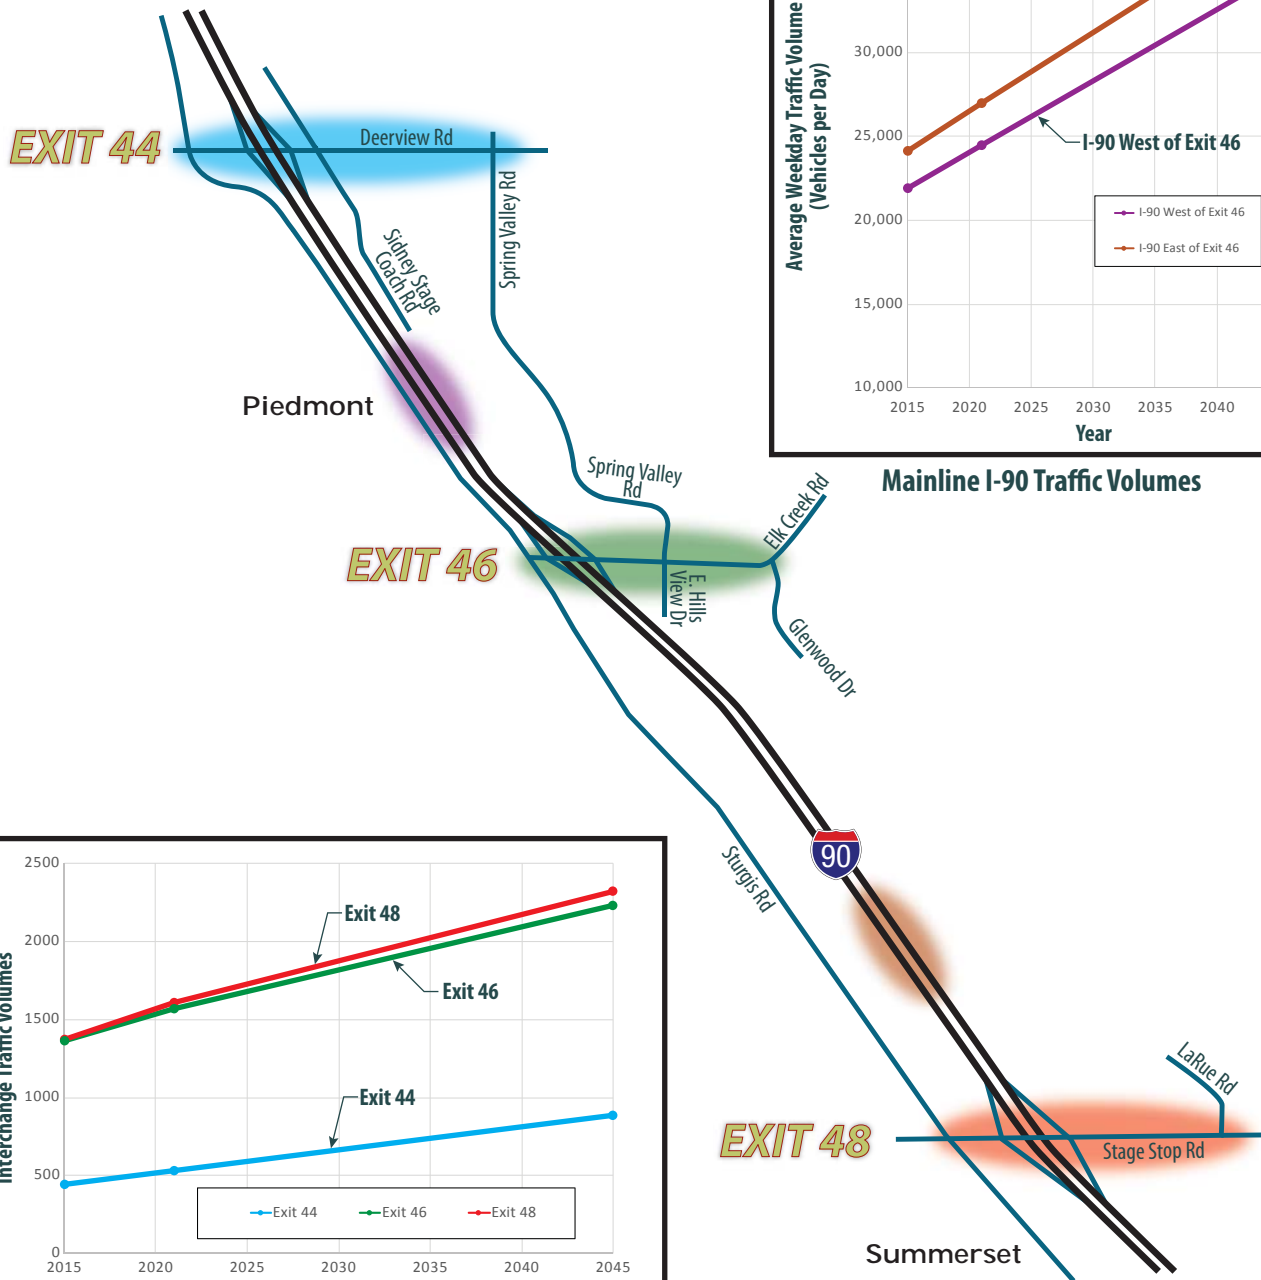 EXIT 44
Deerview Rd
Spring Valley Rd
Sidney Stage
Coach Rd
Piedmont
Average Weekday Traffic Volume
(Vehicles per Day)
30,000
25,000
20,000
15,000
10,000
2015 2020 2025 2030 2035 2040
Year
I-90 West of Exit 46
I-90 West of Exit 46
I-90 East of Exit 46
Mainline I-90 Traffic Volumes
Spring Valley
Rd
Elk Creek Rd
EXIT 46
E. Hills
View Dr
Glenwood Dr
90
Sturgis Rd
Interchange Traffic Volumes
2500
2000
1500
1000
500
0
2015 2020 2025 2030 2035 2040 2045
Exit 48
Exit 46
Exit 44
Exit 44 Exit 46 Exit 48
LaRue Rd
EXIT 48
Stage Stop Rd
Summerset